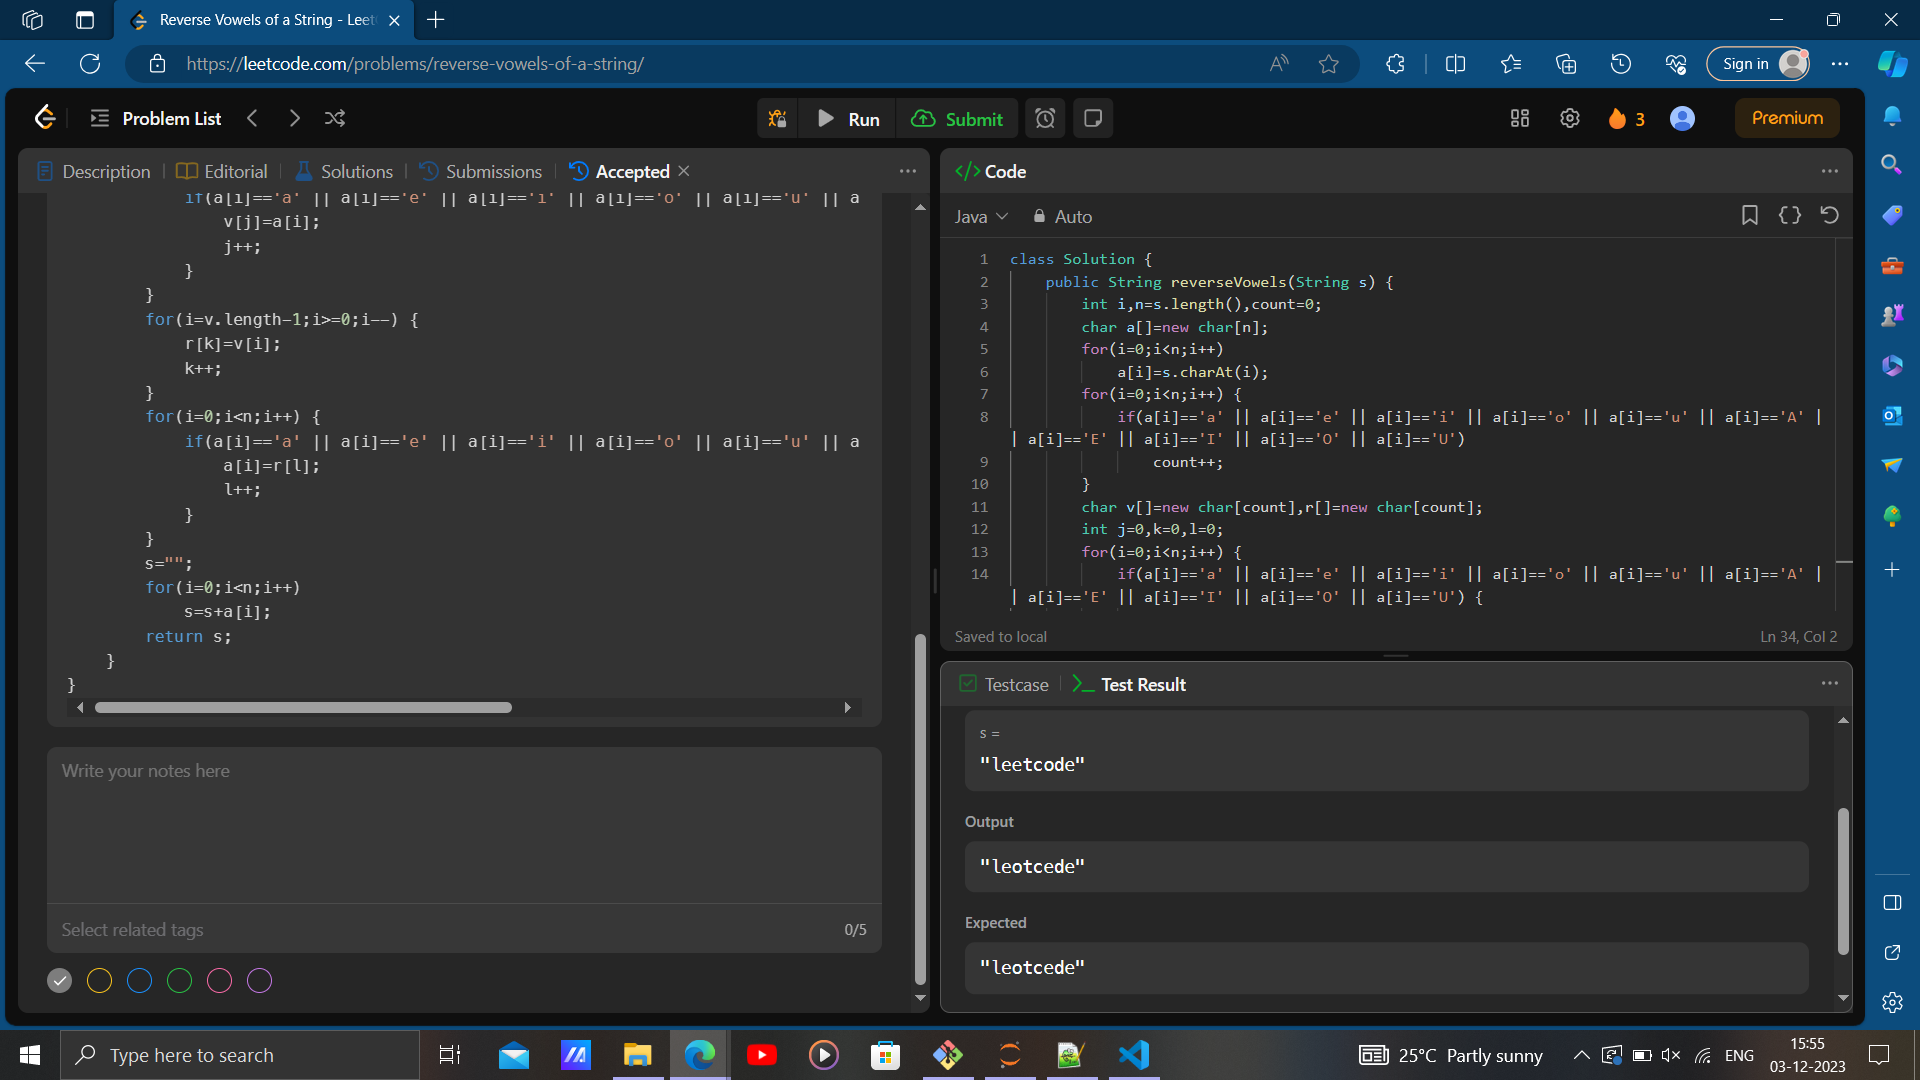 Reverse Vowels of a String - Leet
https://leetcode.com/problems/reverse-vowels-of-a-string/
Sign in
Problem List
Run
Submit
3
Premium
Description
Editorial
Solutions
Submissions
Accepted
if(a[i]=='a' || a[i]=='e' || a[i]=='i' || a[i]=='o' || a[i]=='u' || a
v[j]=a[i];
j++;
}
}
for(i=v.length-1;i>=0;i--) {
r[k]=v[i];
k++;
}
for(i=0;i<n;i++) {
if(a[i]=='a' || a[i]=='e' || a[i]=='i' || a[i]=='o' || a[i]=='u' || a
a[i]=r[l];
l++;
}
}
s="";
for(i=0;i<n;i++)
s=s+a[i];
return s;
}
}
Write your notes here
Select related tags
0/5
Code
Java
Auto
1 class Solution {
2 public String reverseVowels(String s) {
3 int i,n=s.length(),count=0;
4 char a[]=new char[n];
5 for(i=0;i<n;i++)
6 a[i]=s.charAt(i);
7 for(i=0;i<n;i++) {
8 if(a[i]=='a' || a[i]=='e' || a[i]=='i' || a[i]=='o' || a[i]=='u' || a[i]=='A' |
| a[i]=='E' || a[i]=='I' || a[i]=='O' || a[i]=='U')
9 count++;
10 }
11 char v[]=new char[count],r[]=new char[count];
12 int j=0,k=0,l=0;
13 for(i=0;i<n;i++) {
14 if(a[i]=='a' || a[i]=='e' || a[i]=='i' || a[i]=='o' || a[i]=='u' || a[i]=='A' |
| a[i]=='E' || a[i]=='I' || a[i]=='O' || a[i]=='U') {
Saved to local
Ln 34, Col 2
Testcase
Test Result
s =
"leetcode"
Output
"leotcede"
Expected
"leotcede"
Type here to search
25°C Partly sunny
ENG
15:55
03-12-2023